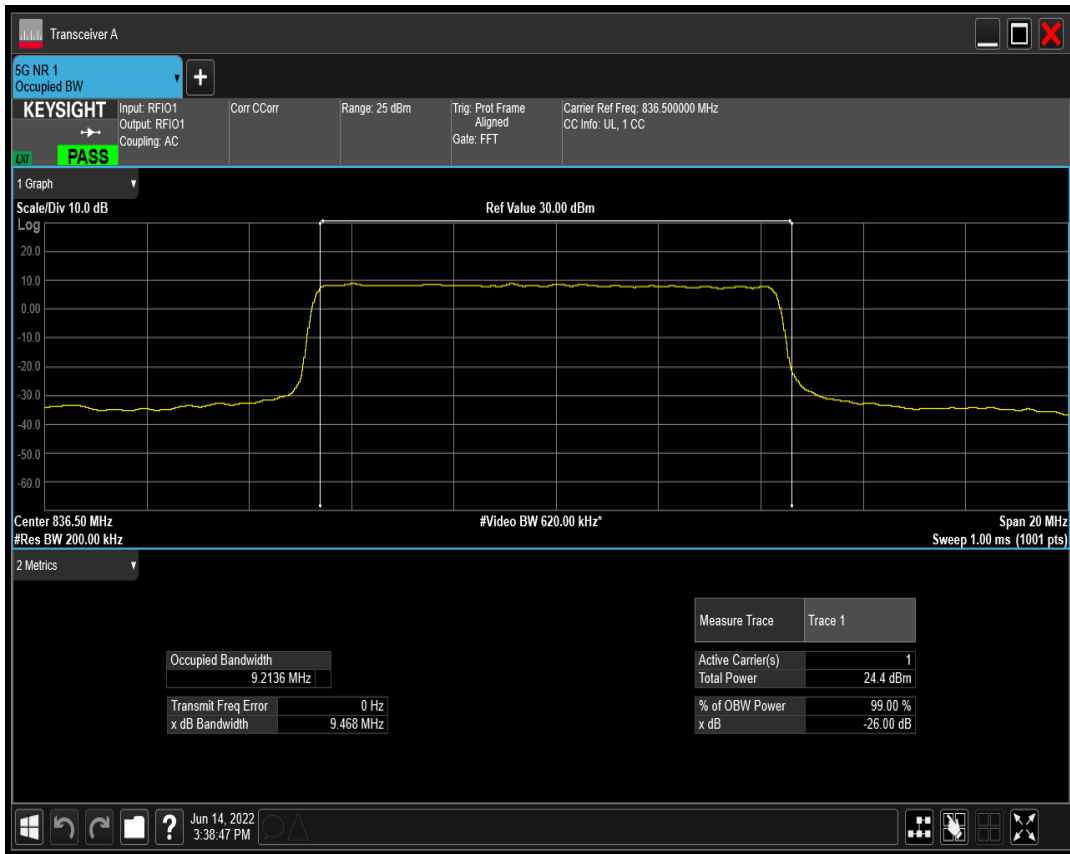 Transceiver A
5G NR 1
Occupied BW
+
KEYSIGHT
LXI
PASS
Input: RFIO1
Output: RFIO1
Coupling: AC
Corr CCorr
Range: 25 dBm
Trig: Prot Frame
Aligned
Gate: FFT
Carrier Ref Freq: 836.500000 MHz
CC Info: UL, 1 CC
1 Graph
Scale/Div 10.0 dB
Ref Value 30.00 dBm
Log
20.0
10.0
0.00
-10.0
-20.0
-30.0
-40.0
-50.0
-60.0
Center 836.50 MHz
#Video BW 620.00 kHz*
Span 20 MHz
#Res BW 200.00 kHz
Sweep 1.00 ms (1001 pts)
2 Metrics
Measure Trace Trace 1
Occupied Bandwidth
9.2136 MHz
Active Carrier(s) 1
Total Power 24.4 dBm
Transmit Freq Error 0 Hz
x dB Bandwidth 9.468 MHz
% of OBW Power 99.00 %
x dB -26.00 dB
?
Jun 14, 2022
3:38:47 PM